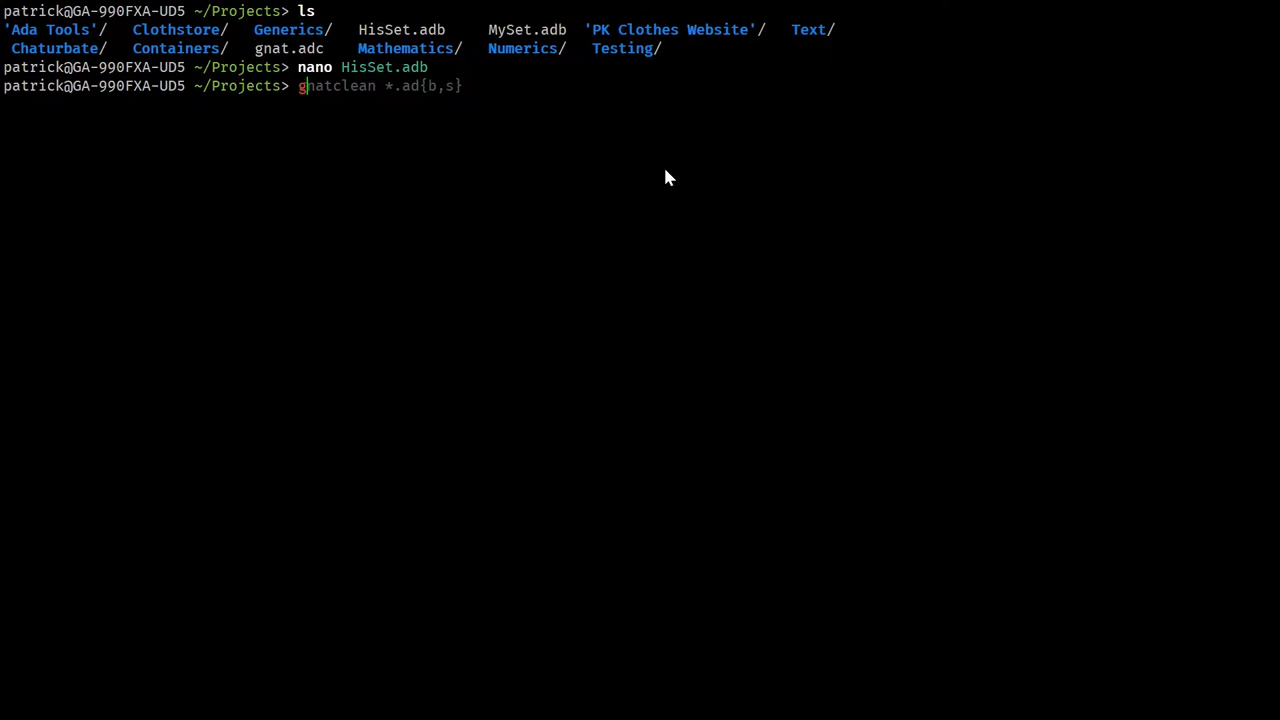 patrick@GA-990FXA-UD5 ~/Projects> ls
'Ada Tools'/   Clothstore/   Generics/   HisSet.adb     MySet.adb  'PK Clothes Website'/   Text/
 Chaturbate/   Containers/   gnat.adc    Mathematics/   Numerics/   Testing/
patrick@GA-990FXA-UD5 ~/Projects> nano HisSet.adb
patrick@GA-990FXA-UD5 ~/Projects> gnatclean *.ad{b,s}